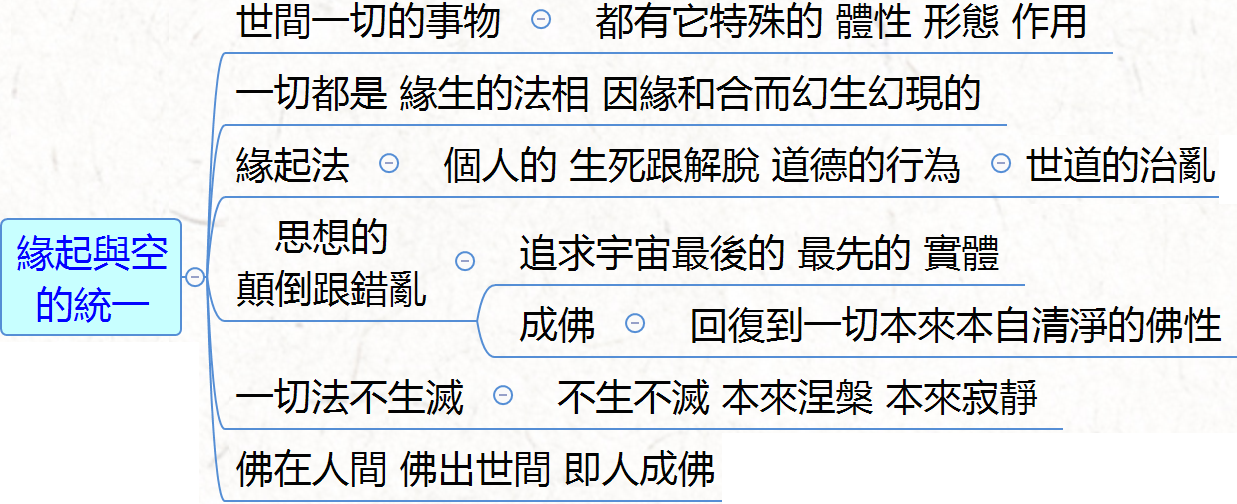 世間一切的事物 都有它特殊的 體性 形態 作用
一切都是 緣生的法相 因緣和合而幻生幻現的
緣起法 個人的 生死跟解脫 道德的行為 世道的治亂
緣起與空
的統一
思想的
顛倒跟錯亂
追求宇宙最後的 最先的 實體
成佛 回復到一切本來本自清淨的佛性
一切法不生滅 不生不滅 本來涅槃 本來寂靜
佛在人間 佛出世間 即人成佛